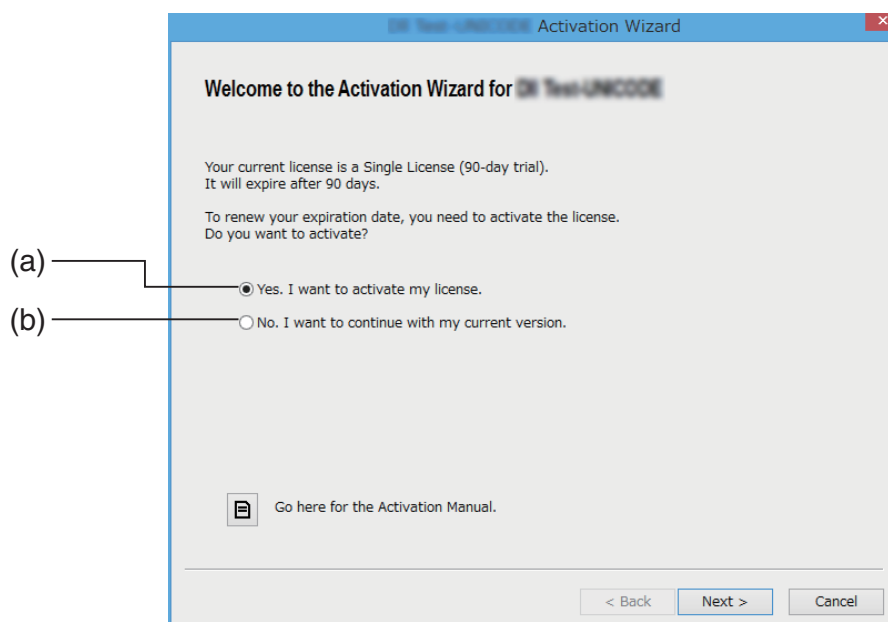 Activation Wizard
Welcome to the Activation Wizard for
Your current license is a Single License (90-day trial).
It will expire after 90 days.
To renew your expiration date, you need to activate the license.
Do you want to activate?
(a)
Yes. I want to activate my license.
(b)
No. I want to continue with my current version.
Go here for the Activation Manual.
< Back
Next >
Cancel